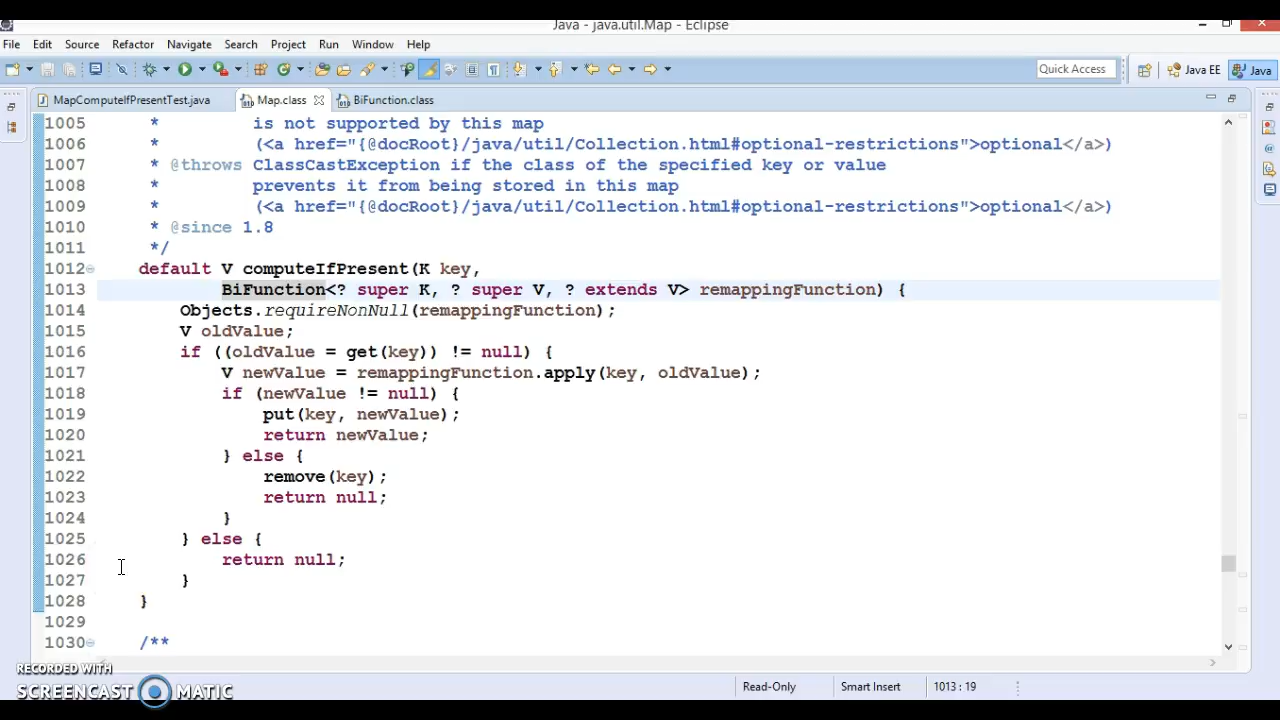 Java - java.util.Map - Eclipse
File Edit Source Refactor Navigate Search Project Run Window Help
Quick Access Java EE Java
MapComputeIfPresentTest.java Map.class BiFunction.class
1005 * is not supported by this map
1006 * (<a href="{@docRoot}/java/util/Collection.html#optional-restrictions">optional</a>)
1007 * @throws ClassCastException if the class of the specified key or value
1008 * prevents it from being stored in this map
1009 * (<a href="{@docRoot}/java/util/Collection.html#optional-restrictions">optional</a>)
1010 * @since 1.8
1011 */
1012 default V computeIfPresent(K key,
1013 BiFunction<? super K, ? super V, ? extends V> remappingFunction) {
1014 Objects.requireNonNull(remappingFunction);
1015 V oldValue;
1016 if ((oldValue = get(key)) != null) {
1017 V newValue = remappingFunction.apply(key, oldValue);
1018 if (newValue != null) {
1019 put(key, newValue);
1020 return newValue;
1021 } else {
1022 remove(key);
1023 return null;
1024 }
1025 } else {
1026 return null;
1027 }
1028 }
1029
1030 /**
RECORDED WITH
SCREENCAST MATIC
Read-Only Smart Insert 1013 : 19